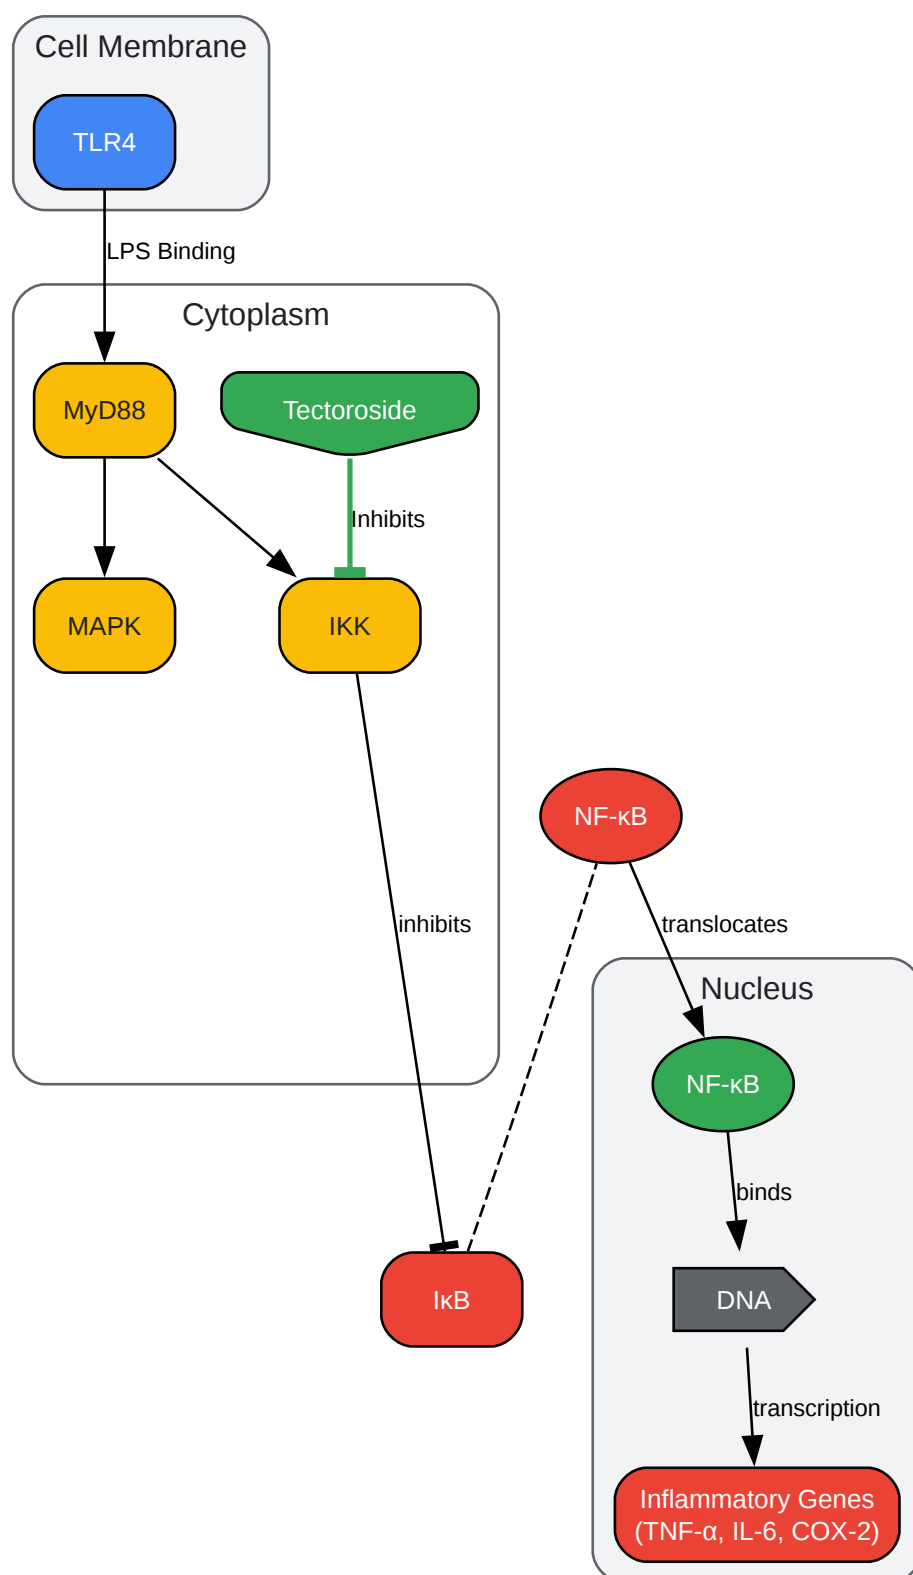 Cell Membrane
TLR4
LPS Binding
Cytoplasm
MyD88
Tectoroside
Inhibits
MAPK
IKK
NF-κB
inhibits
translocates
Nucleus
NF-κB
binds
IκB
DNA
transcription
Inflammatory Genes
(TNF-α, IL-6, COX-2)